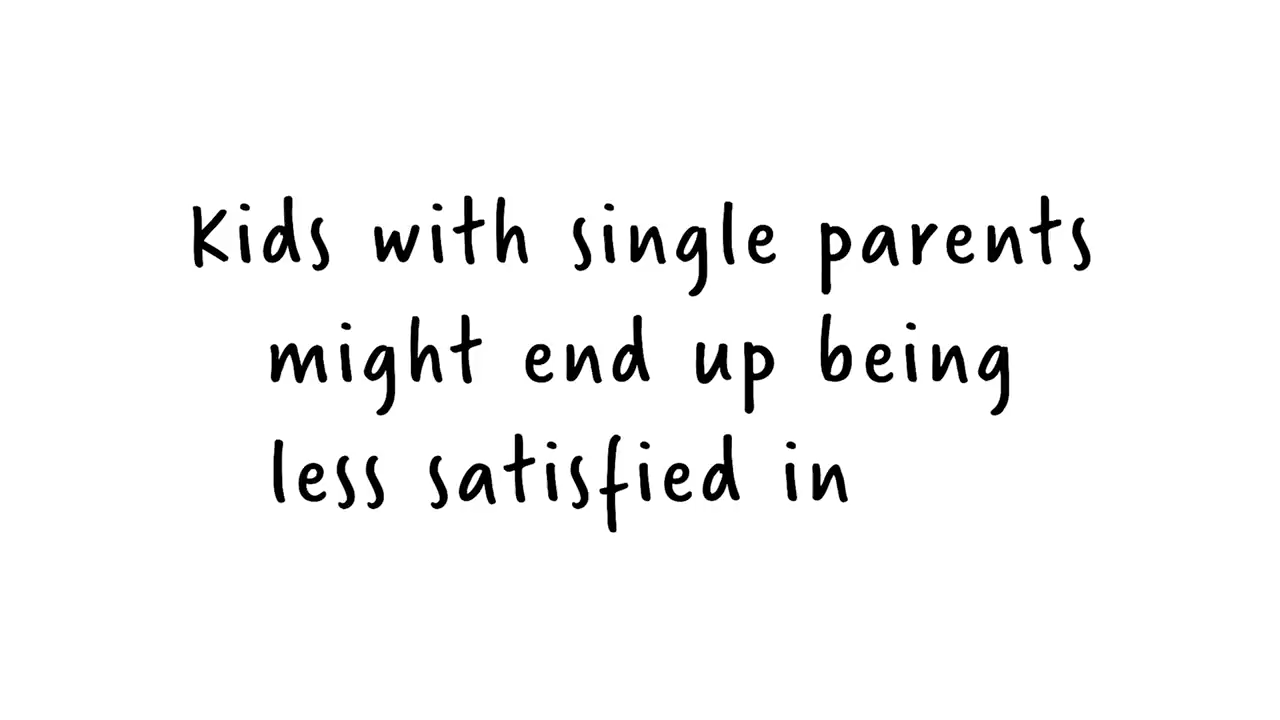 Kids with single parents
might end up being
less satisfied in